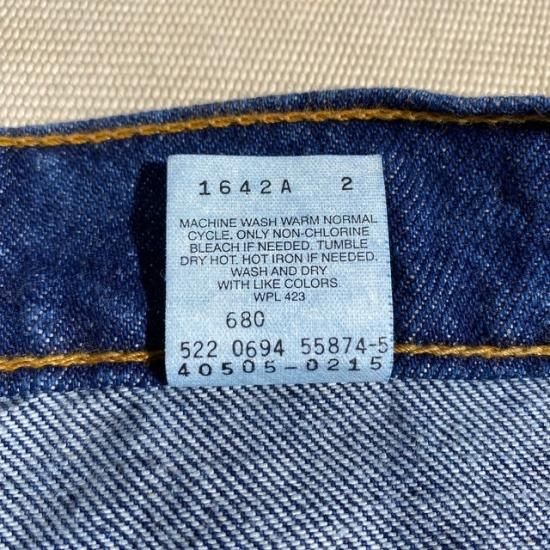 1642A 2
MACHINE WASH WARM NORMAL
CYCLE. ONLY NON-CHLORINE
BLEACH IF NEEDED. TUMBLE
DRY HOT. HOT IRON IF NEEDED.
WASH AND DRY
WITH LIKE COLORS.
WPL 423
680
522 0694 55874-5
40505-0215